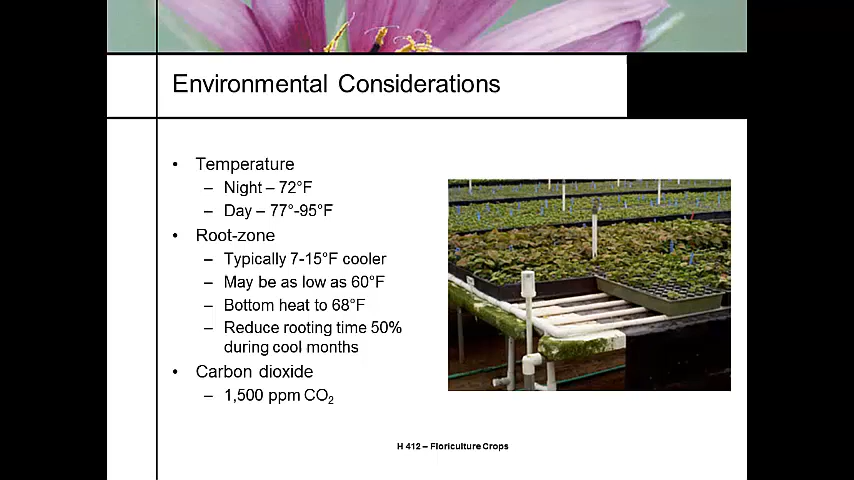 Environmental Considerations
• Temperature
– Night – 72°F
– Day – 77°-95°F
• Root-zone
– Typically 7-15°F cooler
– May be as low as 60°F
– Bottom heat to 68°F
– Reduce rooting time 50%
during cool months
• Carbon dioxide
– 1,500 ppm CO₂
H 412 – Floriculture Crops